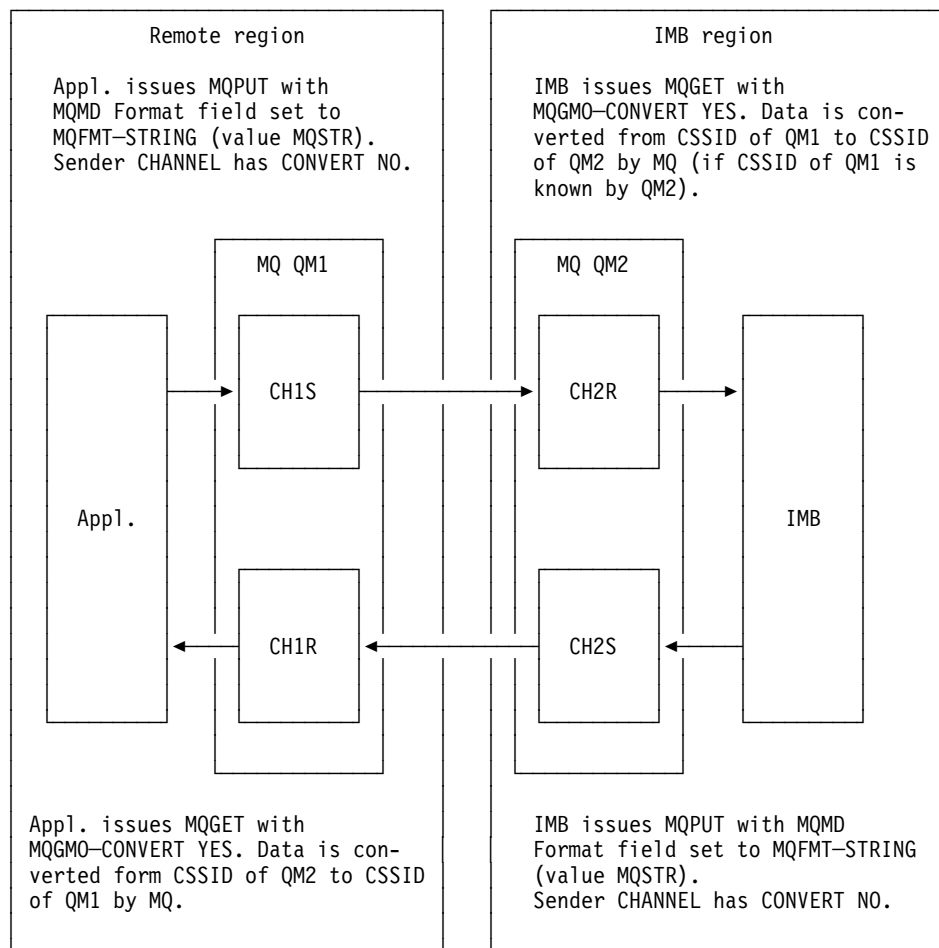 Remote region
Appl. issues MQPUT with
MQMD Format field set to
MQFMT—STRING (value MQSTR).
Sender CHANNEL has CONVERT NO.
IMB region
IMB issues MQGET with
MQGMO—CONVERT YES. Data is con-
verted from CSSID of QM1 to CSSID
of QM2 by MQ (if CSSID of QM1 is
known by QM2).
MQ QM1
MQ QM2
CH1S
CH2R
Appl.
IMB
CH1R
CH2S
Appl. issues MQGET with
MQGMO—CONVERT YES. Data is con-
verted form CSSID of QM2 to CSSID
of QM1 by MQ.
IMB issues MQPUT with MQMD
Format field set to MQFMT—STRING
(value MQSTR).
Sender CHANNEL has CONVERT NO.